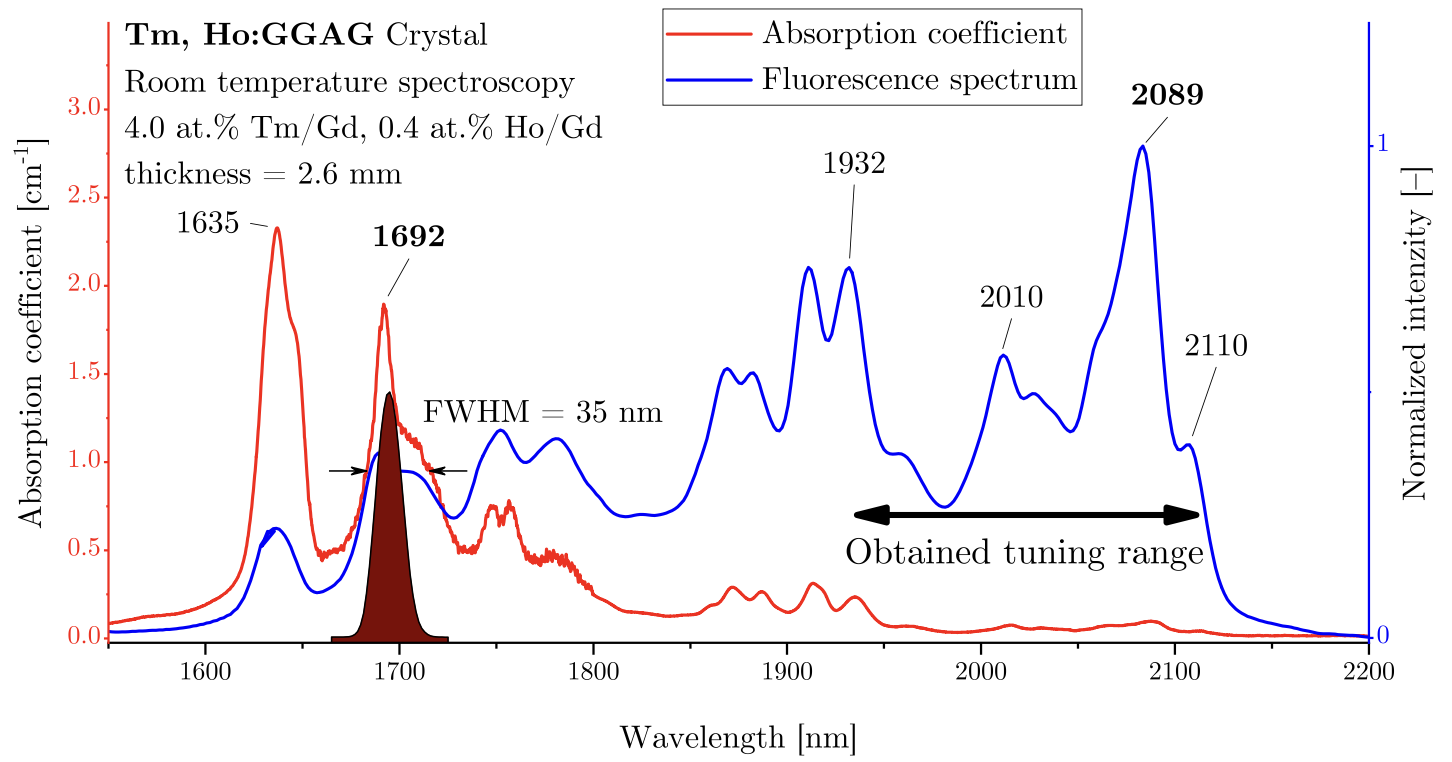 Tm, Ho:GGAG Crystal
Room temperature spectroscopy
4.0 at.% Tm/Gd, 0.4 at.% Ho/Gd
thickness = 2.6 mm
Absorption coefficient
Fluorescence spectrum
1635
1692
FWHM = 35 nm
1932
2010
2089
2110
Obtained tuning range
Absorption coefficient [cm⁻¹]
3.0
2.5
2.0
1.5
1.0
0.5
0.0
Normalized intenzity [–]
1
0
1600 1700 1800 1900 2000 2100 2200
Wavelength [nm]